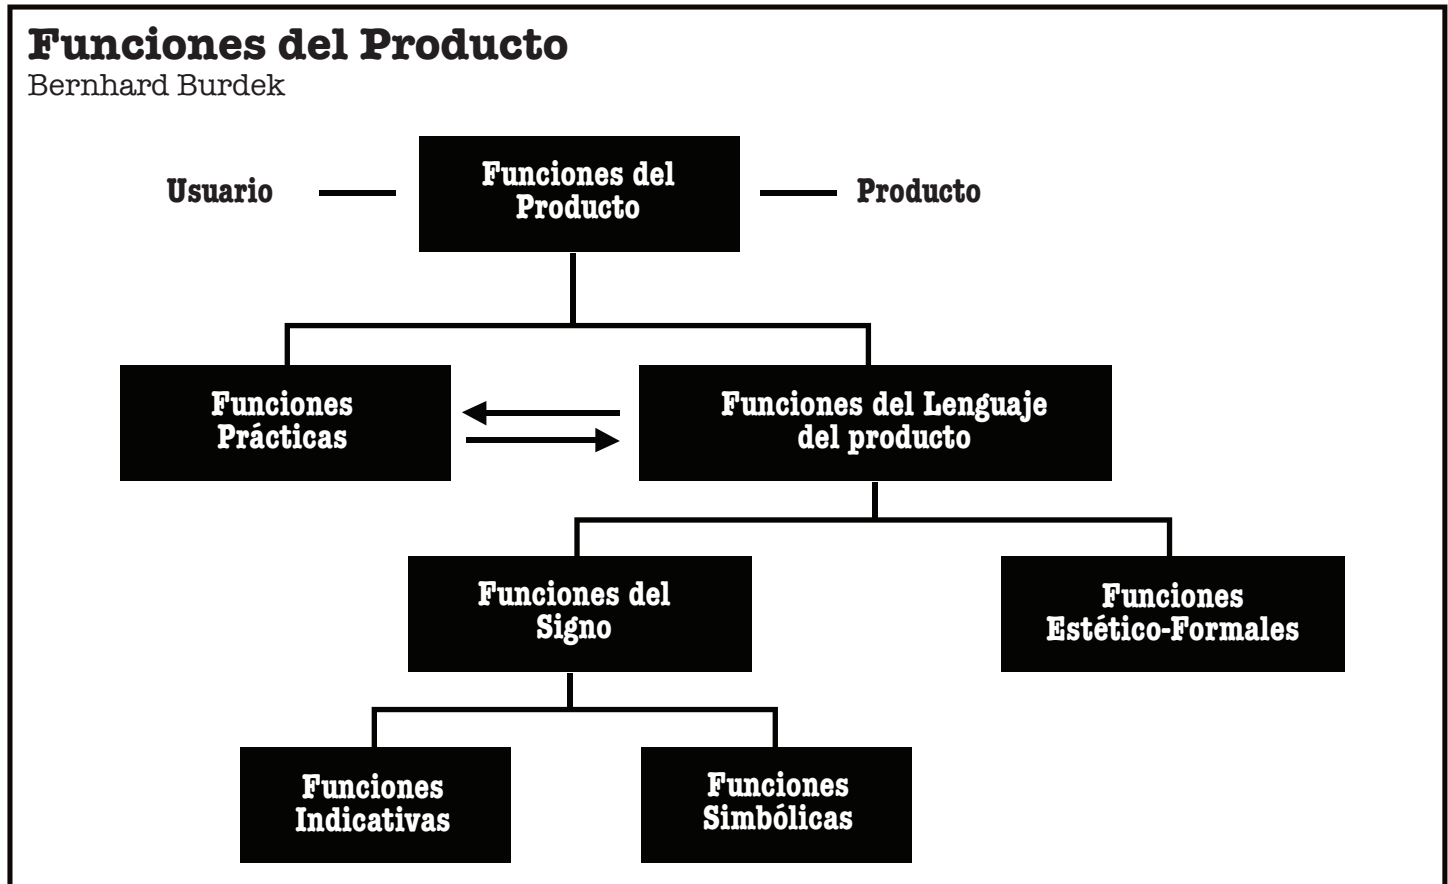 Funciones del Producto
Bernhard Burdek
Usuario
Funciones del
Producto
Producto
Funciones
Prácticas
Funciones del Lenguaje
del producto
Funciones del
Signo
Funciones
Estético-Formales
Funciones
Indicativas
Funciones
Simbólicas